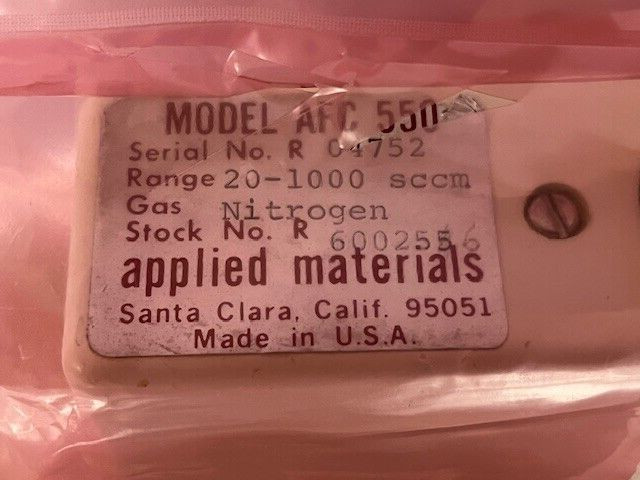 MODEL AFC 550
Serial No. R 04752
Range 20-1000 sccm
Gas Nitrogen
Stock No. R 6002556
applied materials
Santa Clara, Calif. 95051
Made in U.S.A.